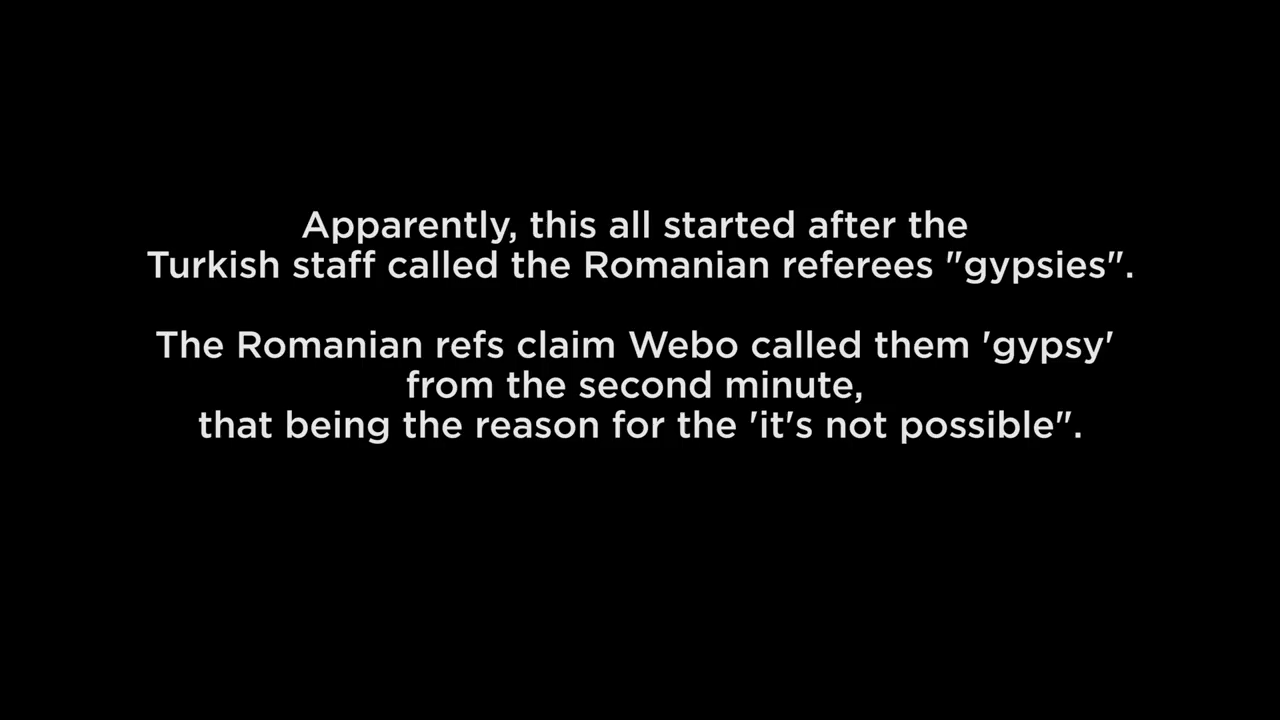 Apparently, this all started after the
Turkish staff called the Romanian referees "gypsies".
The Romanian refs claim Webo called them 'gypsy'
from the second minute,
that being the reason for the 'it's not possible".